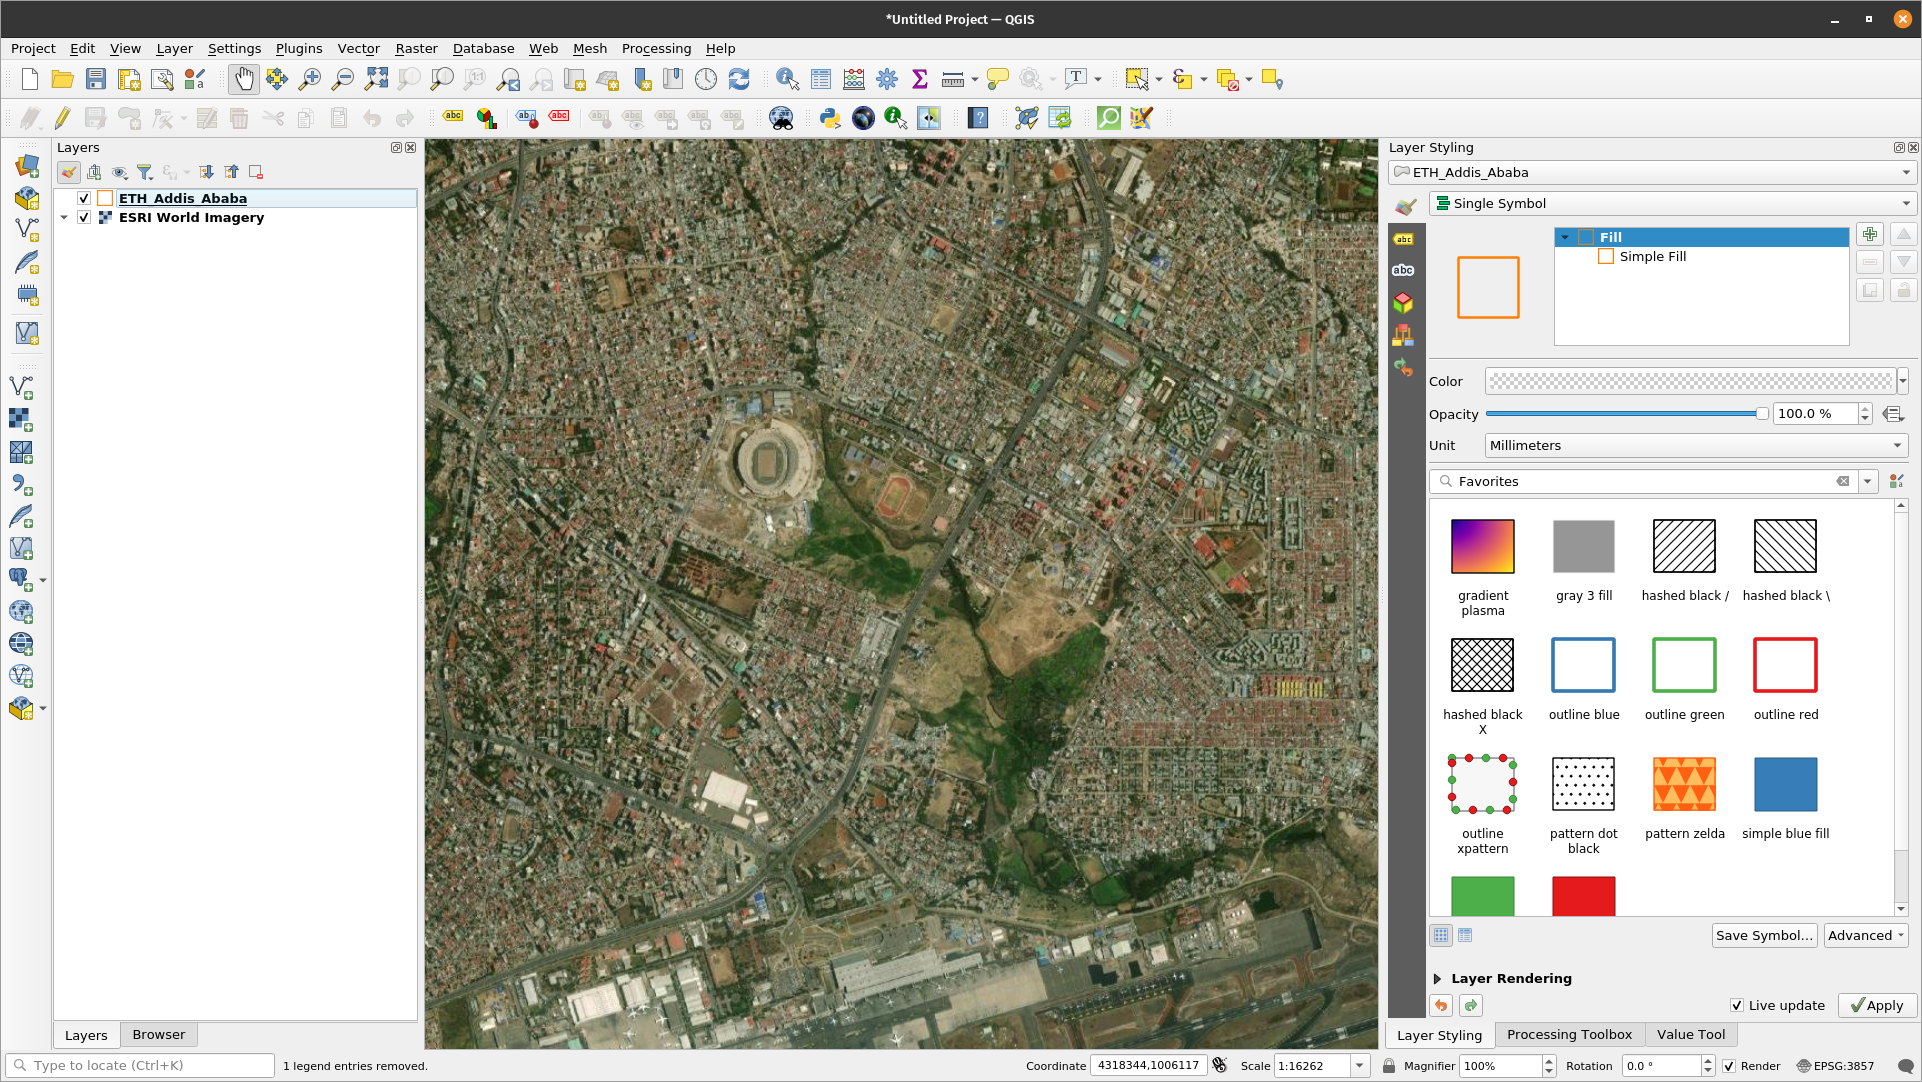 *Untitled Project — QGIS
Project Edit View Layer Settings Plugins Vector Raster Database Web Mesh Processing Help
Layers
ETH_Addis_Ababa
ESRI World Imagery
Layers Browser
Layer Styling
ETH_Addis_Ababa
Single Symbol
Fill
Simple Fill
Color
Opacity 100.0 %
Unit Millimeters
Favorites
gradient plasma
gray 3 fill
hashed black /
hashed black \
hashed black X
outline blue
outline green
outline red
outline xpattern
pattern dot black
pattern zelda
simple blue fill
Save Symbol... Advanced
Layer Rendering
Live update Apply
Layer Styling Processing Toolbox Value Tool
Type to locate (Ctrl+K) 1 legend entries removed. Coordinate 4318344,1006117 Scale 1:16262 Magnifier 100% Rotation 0.0 ° Render EPSG:3857